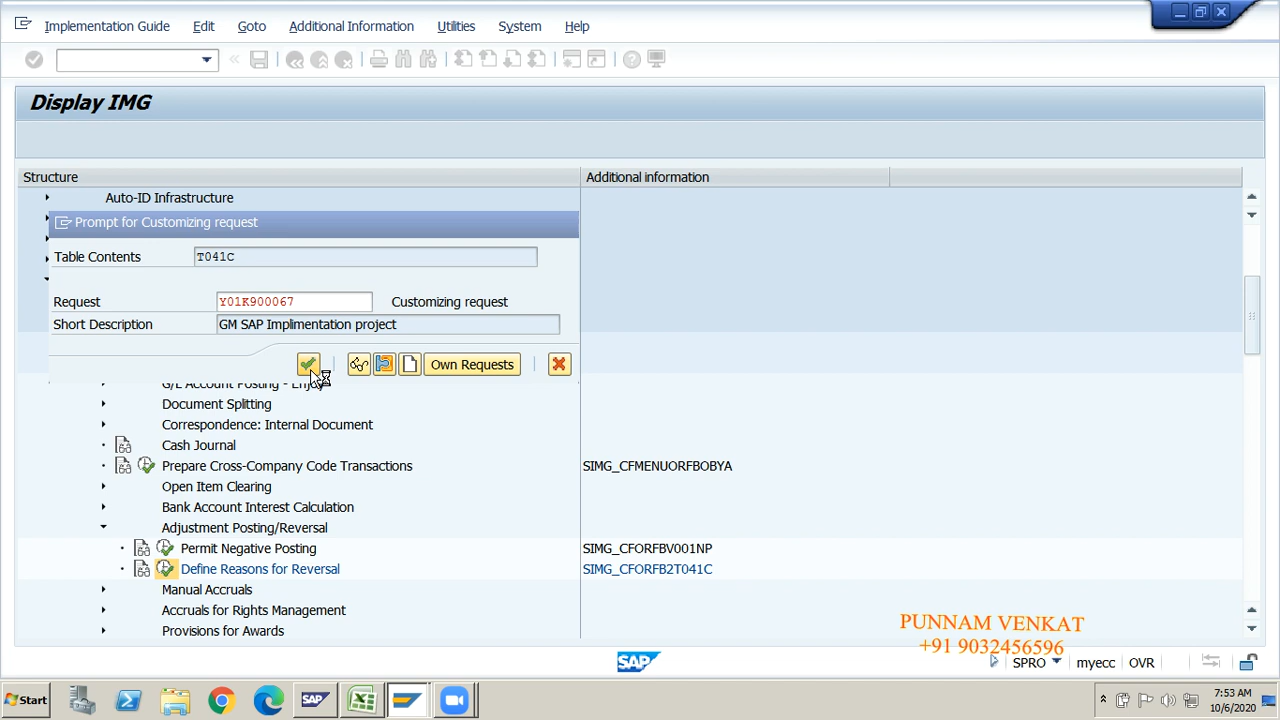 Implementation Guide Edit Goto Additional Information Utilities System Help
Display IMG
Structure Additional information
Auto-ID Infrastructure
Prompt for Customizing request
Table Contents T041C
Request Y01K900067 Customizing request
Short Description GM SAP Implimentation project
Own Requests
G/L Account Posting - Enjoy
Document Splitting
Correspondence: Internal Document
Cash Journal
Prepare Cross-Company Code Transactions SIMG_CFMENUORFBOBYA
Open Item Clearing
Bank Account Interest Calculation
Adjustment Posting/Reversal
Permit Negative Posting SIMG_CFORFBV001NP
Define Reasons for Reversal SIMG_CFORFB2T041C
Manual Accruals
Accruals for Rights Management
Provisions for Awards
PUNNAM VENKAT
+91 9032456596
SAP SPRO myecc OVR
Start SAP 7:53 AM
10/6/2020